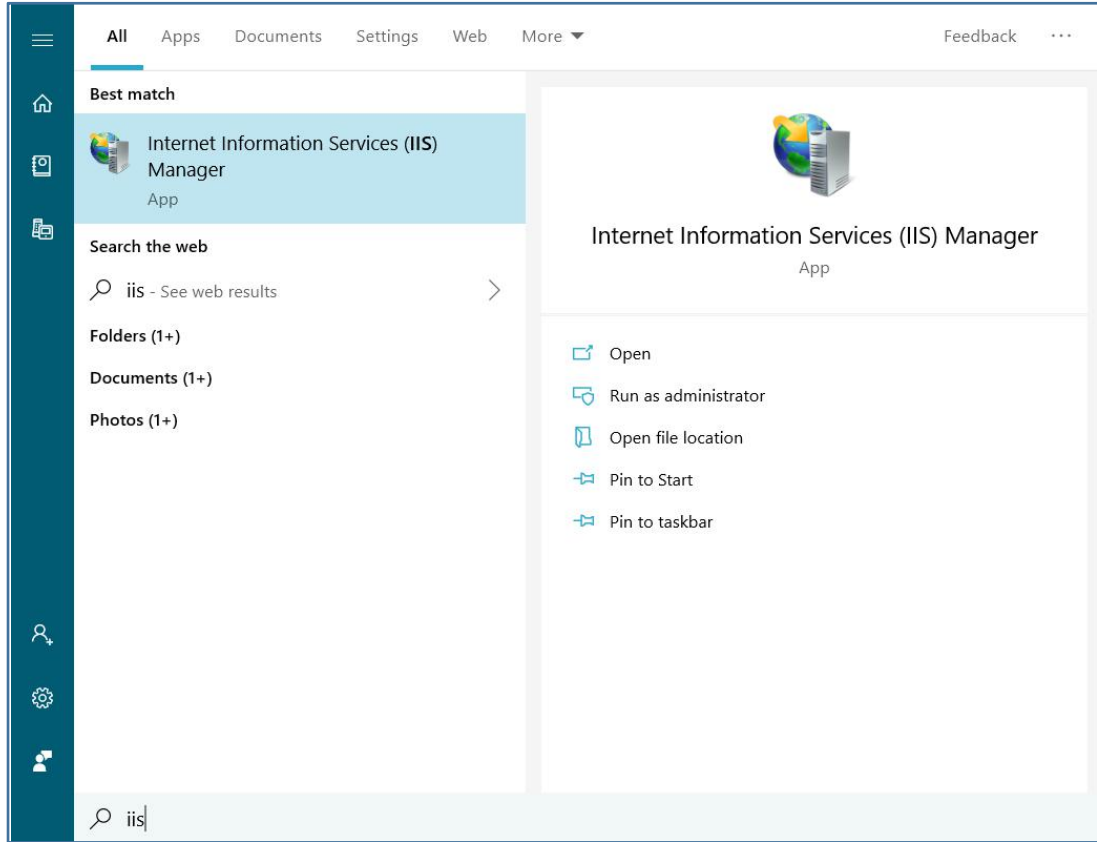 All Apps Documents Settings Web More Feedback ...
Best match
Internet Information Services (IIS)
Manager
App
Search the web
iis - See web results
Folders (1+)
Documents (1+)
Photos (1+)
Internet Information Services (IIS) Manager
App
Open
Run as administrator
Open file location
Pin to Start
Pin to taskbar
iis